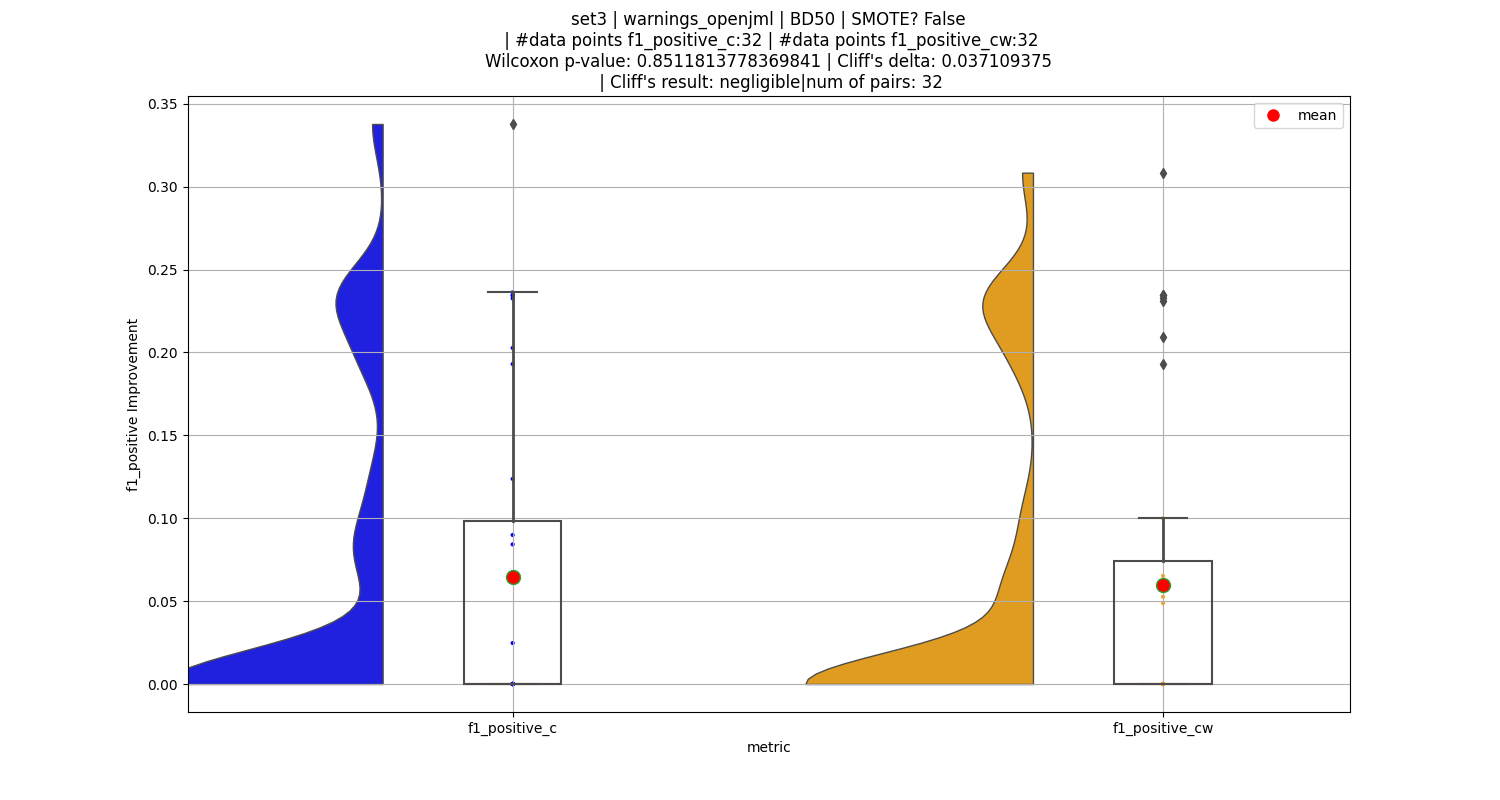 set3 | warnings_openjml | BD50 | SMOTE? False
| #data points f1_positive_c:32 | #data points f1_positive_cw:32
Wilcoxon p-value: 0.8511813778369841 | Cliff's delta: 0.037109375
| Cliff's result: negligible|num of pairs: 32
mean
0.35
0.30
0.25
0.20
0.15
0.10
0.05
0.00
f1_positive Improvement
f1_positive_c
f1_positive_cw
metric